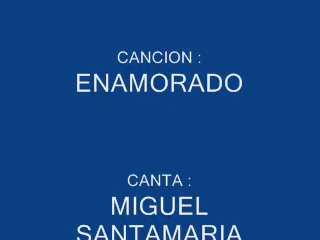 CANCION :
ENAMORADO
CANTA :
MIGUEL
SANTAMARIA